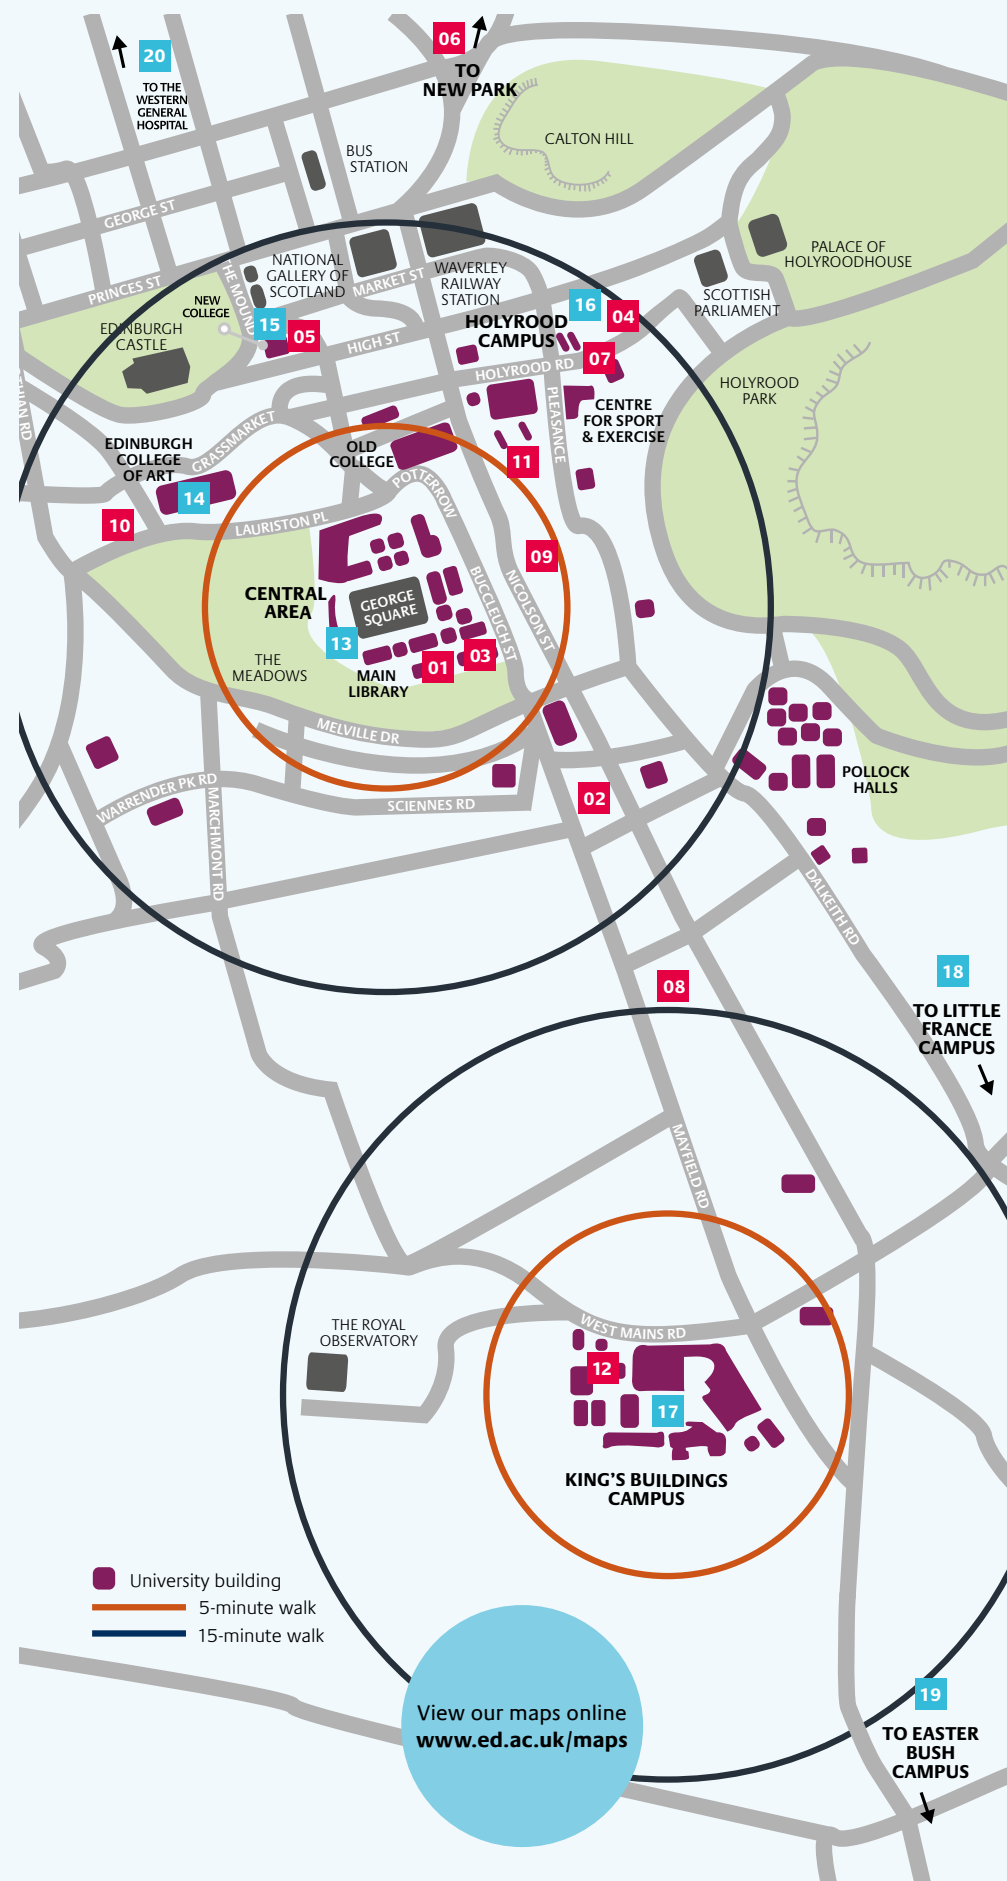 20
TO THE
WESTERN
GENERAL
HOSPITAL
06
TO
NEW PARK
CALTON HILL
BUS
STATION
GEORGE ST
PRINCES ST
THE MOUND
NATIONAL
GALLERY OF
SCOTLAND
MARKET ST
WAVERLEY
RAILWAY
STATION
PALACE OF
HOLYROODHOUSE
SCOTTISH
PARLIAMENT
NEW
COLLEGE
EDINBURGH
CASTLE
15
05
HIGH ST
HOLYROOD
CAMPUS
16
04
07
HOLYROOD RD
PLEASANCE
HOLYROOD
PARK
CENTRE
FOR SPORT
& EXERCISE
EDINBURGH
COLLEGE
OF ART
GRASSMARKET
OLD
COLLEGE
11
14
10
LAURISTON PL
POTTERROW
09
CENTRAL
AREA
GEORGE
SQUARE
BUCCLEUCH ST
NICOLSON ST
13
THE
MEADOWS
MAIN
LIBRARY
01
03
MELVILLE DR
WARRENDER PK RD
MARCHMONT RD
SCIENNES RD
02
POLLOCK
HALLS
DALKEITH RD
08
18
TO LITTLE
FRANCE
CAMPUS
MAYFIELD RD
THE ROYAL
OBSERVATORY
WEST MAINS RD
12
17
KING'S BUILDINGS
CAMPUS
University building
5-minute walk
15-minute walk
View our maps online
www.ed.ac.uk/maps
19
TO EASTER
BUSH
CAMPUS